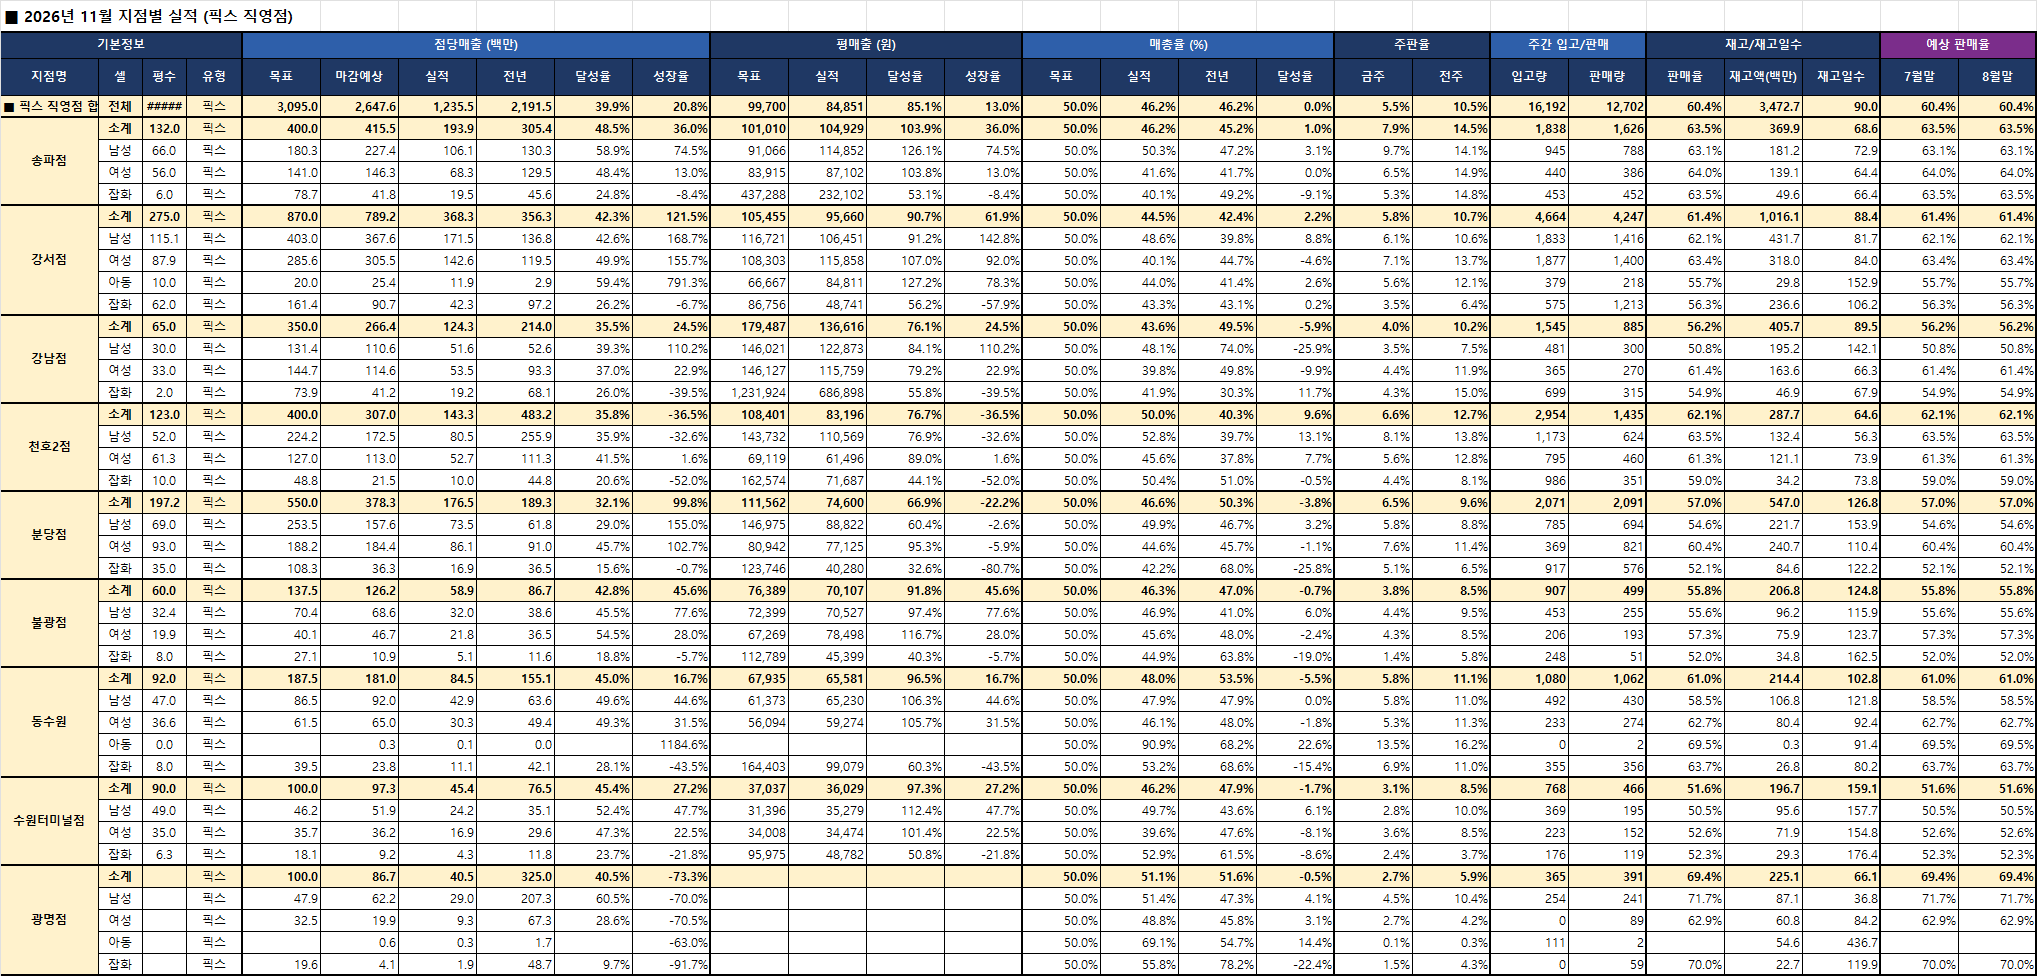 ■ 2026년 11월 지점별 실적 (픽스 직영점)
기본정보 점당매출 (백만) 평매출 (원) 매총율 (%) 주판율 주간 입고/판매 재고/재고일수 예상 판매율
지점명 셀 평수 유형 목표 마감예상 실적 전년 달성율 성장율 목표 실적 달성율 성장율 목표 실적 전년 달성율 금주 전주 입고량 판매량 판매율 재고액(백만) 재고일수 7월말 8월말
■ 픽스 직영점 합 전체 ##### 픽스 3,095.0 2,647.6 1,235.5 2,191.5 39.9% 20.8% 99,700 84,851 85.1% 13.0% 50.0% 46.2% 46.2% 0.0% 5.5% 10.5% 16,192 12,702 60.4% 3,472.7 90.0 60.4% 60.4%
송파점
소계 132.0 픽스 400.0 415.5 193.9 305.4 48.5% 36.0% 101,010 104,929 103.9% 36.0% 50.0% 46.2% 45.2% 1.0% 7.9% 14.5% 1,838 1,626 63.5% 369.9 68.6 63.5% 63.5%
남성 66.0 픽스 180.3 227.4 106.1 130.3 58.9% 74.5% 91,066 114,852 126.1% 74.5% 50.0% 50.3% 47.2% 3.1% 9.7% 14.1% 945 788 63.1% 181.2 72.9 63.1% 63.1%
여성 56.0 픽스 141.0 146.3 68.3 129.5 48.4% 13.0% 83,915 87,102 103.8% 13.0% 50.0% 41.6% 41.7% 0.0% 6.5% 14.9% 440 386 64.0% 139.1 64.4 64.0% 64.0%
잡화 6.0 픽스 78.7 41.8 19.5 45.6 24.8% -8.4% 437,288 232,102 53.1% -8.4% 50.0% 40.1% 49.2% -9.1% 5.3% 14.8% 453 452 63.5% 49.6 66.4 63.5% 63.5%
강서점
소계 275.0 픽스 870.0 789.2 368.3 356.3 42.3% 121.5% 105,455 95,660 90.7% 61.9% 50.0% 44.5% 42.4% 2.2% 5.8% 10.7% 4,664 4,247 61.4% 1,016.1 88.4 61.4% 61.4%
남성 115.1 픽스 403.0 367.6 171.5 136.8 42.6% 168.7% 116,721 106,451 91.2% 142.8% 50.0% 48.6% 39.8% 8.8% 6.1% 10.6% 1,833 1,416 62.1% 431.7 81.7 62.1% 62.1%
여성 87.9 픽스 285.6 305.5 142.6 119.5 49.9% 155.7% 108,303 115,858 107.0% 92.0% 50.0% 40.1% 44.7% -4.6% 7.1% 13.7% 1,877 1,400 63.4% 318.0 84.0 63.4% 63.4%
아동 10.0 픽스 20.0 25.4 11.9 2.9 59.4% 791.3% 66,667 84,811 127.2% 78.3% 50.0% 44.0% 41.4% 2.6% 5.6% 12.1% 379 218 55.7% 29.8 152.9 55.7% 55.7%
잡화 62.0 픽스 161.4 90.7 42.3 97.2 26.2% -6.7% 86,756 48,741 56.2% -57.9% 50.0% 43.3% 43.1% 0.2% 3.5% 6.4% 575 1,213 56.3% 236.6 106.2 56.3% 56.3%
강남점
소계 65.0 픽스 350.0 266.4 124.3 214.0 35.5% 24.5% 179,487 136,616 76.1% 24.5% 50.0% 43.6% 49.5% -5.9% 4.0% 10.2% 1,545 885 56.2% 405.7 89.5 56.2% 56.2%
남성 30.0 픽스 131.4 110.6 51.6 52.6 39.3% 110.2% 146,021 122,873 84.1% 110.2% 50.0% 48.1% 74.0% -25.9% 3.5% 7.5% 481 300 50.8% 195.2 142.1 50.8% 50.8%
여성 33.0 픽스 144.7 114.6 53.5 93.3 37.0% 22.9% 146,127 115,759 79.2% 22.9% 50.0% 39.8% 49.8% -9.9% 4.4% 11.9% 365 270 61.4% 163.6 66.3 61.4% 61.4%
잡화 2.0 픽스 73.9 41.2 19.2 68.1 26.0% -39.5% 1,231,924 686,898 55.8% -39.5% 50.0% 41.9% 30.3% 11.7% 4.3% 15.0% 699 315 54.9% 46.9 67.9 54.9% 54.9%
천호2점
소계 123.0 픽스 400.0 307.0 143.3 483.2 35.8% -36.5% 108,401 83,196 76.7% -36.5% 50.0% 50.0% 40.3% 9.6% 6.6% 12.7% 2,954 1,435 62.1% 287.7 64.6 62.1% 62.1%
남성 52.0 픽스 224.2 172.5 80.5 255.9 35.9% -32.6% 143,732 110,569 76.9% -32.6% 50.0% 52.8% 39.7% 13.1% 8.1% 13.8% 1,173 624 63.5% 132.4 56.3 63.5% 63.5%
여성 61.3 픽스 127.0 113.0 52.7 111.3 41.5% 1.6% 69,119 61,496 89.0% 1.6% 50.0% 45.6% 37.8% 7.7% 5.6% 12.8% 795 460 61.3% 121.1 73.9 61.3% 61.3%
잡화 10.0 픽스 48.8 21.5 10.0 44.8 20.6% -52.0% 162,574 71,687 44.1% -52.0% 50.0% 50.4% 51.0% -0.5% 4.4% 8.1% 986 351 59.0% 34.2 73.8 59.0% 59.0%
분당점
소계 197.2 픽스 550.0 378.3 176.5 189.3 32.1% 99.8% 111,562 74,600 66.9% -22.2% 50.0% 46.6% 50.3% -3.8% 6.5% 9.6% 2,071 2,091 57.0% 547.0 126.8 57.0% 57.0%
남성 69.0 픽스 253.5 157.6 73.5 61.8 29.0% 155.0% 146,975 88,822 60.4% -2.6% 50.0% 49.9% 46.7% 3.2% 5.8% 8.8% 785 694 54.6% 221.7 153.9 54.6% 54.6%
여성 93.0 픽스 188.2 184.4 86.1 91.0 45.7% 102.7% 80,942 77,125 95.3% -5.9% 50.0% 44.6% 45.7% -1.1% 7.6% 11.4% 369 821 60.4% 240.7 110.4 60.4% 60.4%
잡화 35.0 픽스 108.3 36.3 16.9 36.5 15.6% -0.7% 123,746 40,280 32.6% -80.7% 50.0% 42.2% 68.0% -25.8% 5.1% 6.5% 917 576 52.1% 84.6 122.2 52.1% 52.1%
불광점
소계 60.0 픽스 137.5 126.2 58.9 86.7 42.8% 45.6% 76,389 70,107 91.8% 45.6% 50.0% 46.3% 47.0% -0.7% 3.8% 8.5% 907 499 55.8% 206.8 124.8 55.8% 55.8%
남성 32.4 픽스 70.4 68.6 32.0 38.6 45.5% 77.6% 72,399 70,527 97.4% 77.6% 50.0% 46.9% 41.0% 6.0% 4.4% 9.5% 453 255 55.6% 96.2 115.9 55.6% 55.6%
여성 19.9 픽스 40.1 46.7 21.8 36.5 54.5% 28.0% 67,269 78,498 116.7% 28.0% 50.0% 45.6% 48.0% -2.4% 4.3% 8.5% 206 193 57.3% 75.9 123.7 57.3% 57.3%
잡화 8.0 픽스 27.1 10.9 5.1 11.6 18.8% -5.7% 112,789 45,399 40.3% -5.7% 50.0% 44.9% 63.8% -19.0% 1.4% 5.8% 248 51 52.0% 34.8 162.5 52.0% 52.0%
동수원
소계 92.0 픽스 187.5 181.0 84.5 155.1 45.0% 16.7% 67,935 65,581 96.5% 16.7% 50.0% 48.0% 53.5% -5.5% 5.8% 11.1% 1,080 1,062 61.0% 214.4 102.8 61.0% 61.0%
남성 47.0 픽스 86.5 92.0 42.9 63.6 49.6% 44.6% 61,373 65,230 106.3% 44.6% 50.0% 47.9% 47.9% 0.0% 5.8% 11.0% 492 430 58.5% 106.8 121.8 58.5% 58.5%
여성 36.6 픽스 61.5 65.0 30.3 49.4 49.3% 31.5% 56,094 59,274 105.7% 31.5% 50.0% 46.1% 48.0% -1.8% 5.3% 11.3% 233 274 62.7% 80.4 92.4 62.7% 62.7%
아동 0.0 픽스 0.3 0.1 0.0 1184.6% 50.0% 90.9% 68.2% 22.6% 13.5% 16.2% 0 2 69.5% 0.3 91.4 69.5% 69.5%
잡화 8.0 픽스 39.5 23.8 11.1 42.1 28.1% -43.5% 164,403 99,079 60.3% -43.5% 50.0% 53.2% 68.6% -15.4% 6.9% 11.0% 355 356 63.7% 26.8 80.2 63.7% 63.7%
수원터미널점
소계 90.0 픽스 100.0 97.3 45.4 76.5 45.4% 27.2% 37,037 36,029 97.3% 27.2% 50.0% 46.2% 47.9% -1.7% 3.1% 8.5% 768 466 51.6% 196.7 159.1 51.6% 51.6%
남성 49.0 픽스 46.2 51.9 24.2 35.1 52.4% 47.7% 31,396 35,279 112.4% 47.7% 50.0% 49.7% 43.6% 6.1% 2.8% 10.0% 369 195 50.5% 95.6 157.7 50.5% 50.5%
여성 35.0 픽스 35.7 36.2 16.9 29.6 47.3% 22.5% 34,008 34,474 101.4% 22.5% 50.0% 39.6% 47.6% -8.1% 3.6% 8.5% 223 152 52.6% 71.9 154.8 52.6% 52.6%
잡화 6.3 픽스 18.1 9.2 4.3 11.8 23.7% -21.8% 95,975 48,782 50.8% -21.8% 50.0% 52.9% 61.5% -8.6% 2.4% 3.7% 176 119 52.3% 29.3 176.4 52.3% 52.3%
광명점
소계 픽스 100.0 86.7 40.5 325.0 40.5% -73.3% 50.0% 51.1% 51.6% -0.5% 2.7% 5.9% 365 391 69.4% 225.1 66.1 69.4% 69.4%
남성 픽스 47.9 62.2 29.0 207.3 60.5% -70.0% 50.0% 51.4% 47.3% 4.1% 4.5% 10.4% 254 241 71.7% 87.1 36.8 71.7% 71.7%
여성 픽스 32.5 19.9 9.3 67.3 28.6% -70.5% 50.0% 48.8% 45.8% 3.1% 2.7% 4.2% 0 89 62.9% 60.8 84.2 62.9% 62.9%
아동 픽스 0.6 0.3 1.7 -63.0% 50.0% 69.1% 54.7% 14.4% 0.1% 0.3% 111 2 54.6 436.7
잡화 픽스 19.6 4.1 1.9 48.7 9.7% -91.7% 50.0% 55.8% 78.2% -22.4% 1.5% 4.3% 0 59 70.0% 22.7 119.9 70.0% 70.0%